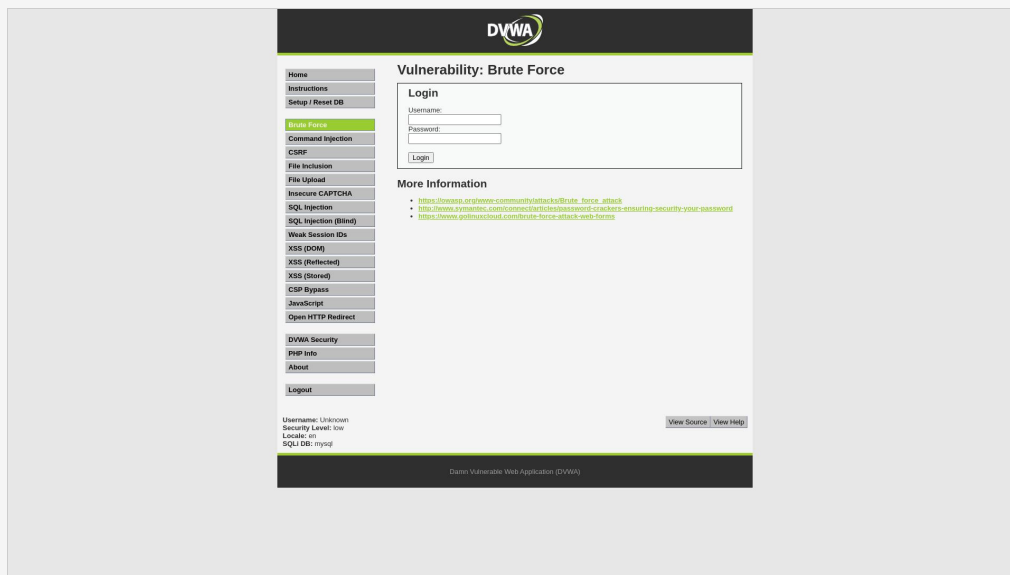 DVWA
Vulnerability: Brute Force
Home
Instructions
Setup / Reset DB
Brute Force
Command Injection
CSRF
File Inclusion
File Upload
Insecure CAPTCHA
SQL Injection
SQL Injection (Blind)
Weak Session IDs
XSS (DOM)
XSS (Reflected)
XSS (Stored)
CSP Bypass
JavaScript
Open HTTP Redirect
DVWA Security
PHP Info
About
Logout
Login
Username:
Password:
Login
More Information
https://owasp.org/www-community/attacks/Brute_force_attack
http://www.symantec.com/connect/articles/password-crackers-ensuring-security-your-password
https://www.golinuxcloud.com/brute-force-attack-web-forms
Username: Unknown
Security Level: low
Locale: en
SQLi DB: mysql
View Source View Help
Damn Vulnerable Web Application (DVWA)